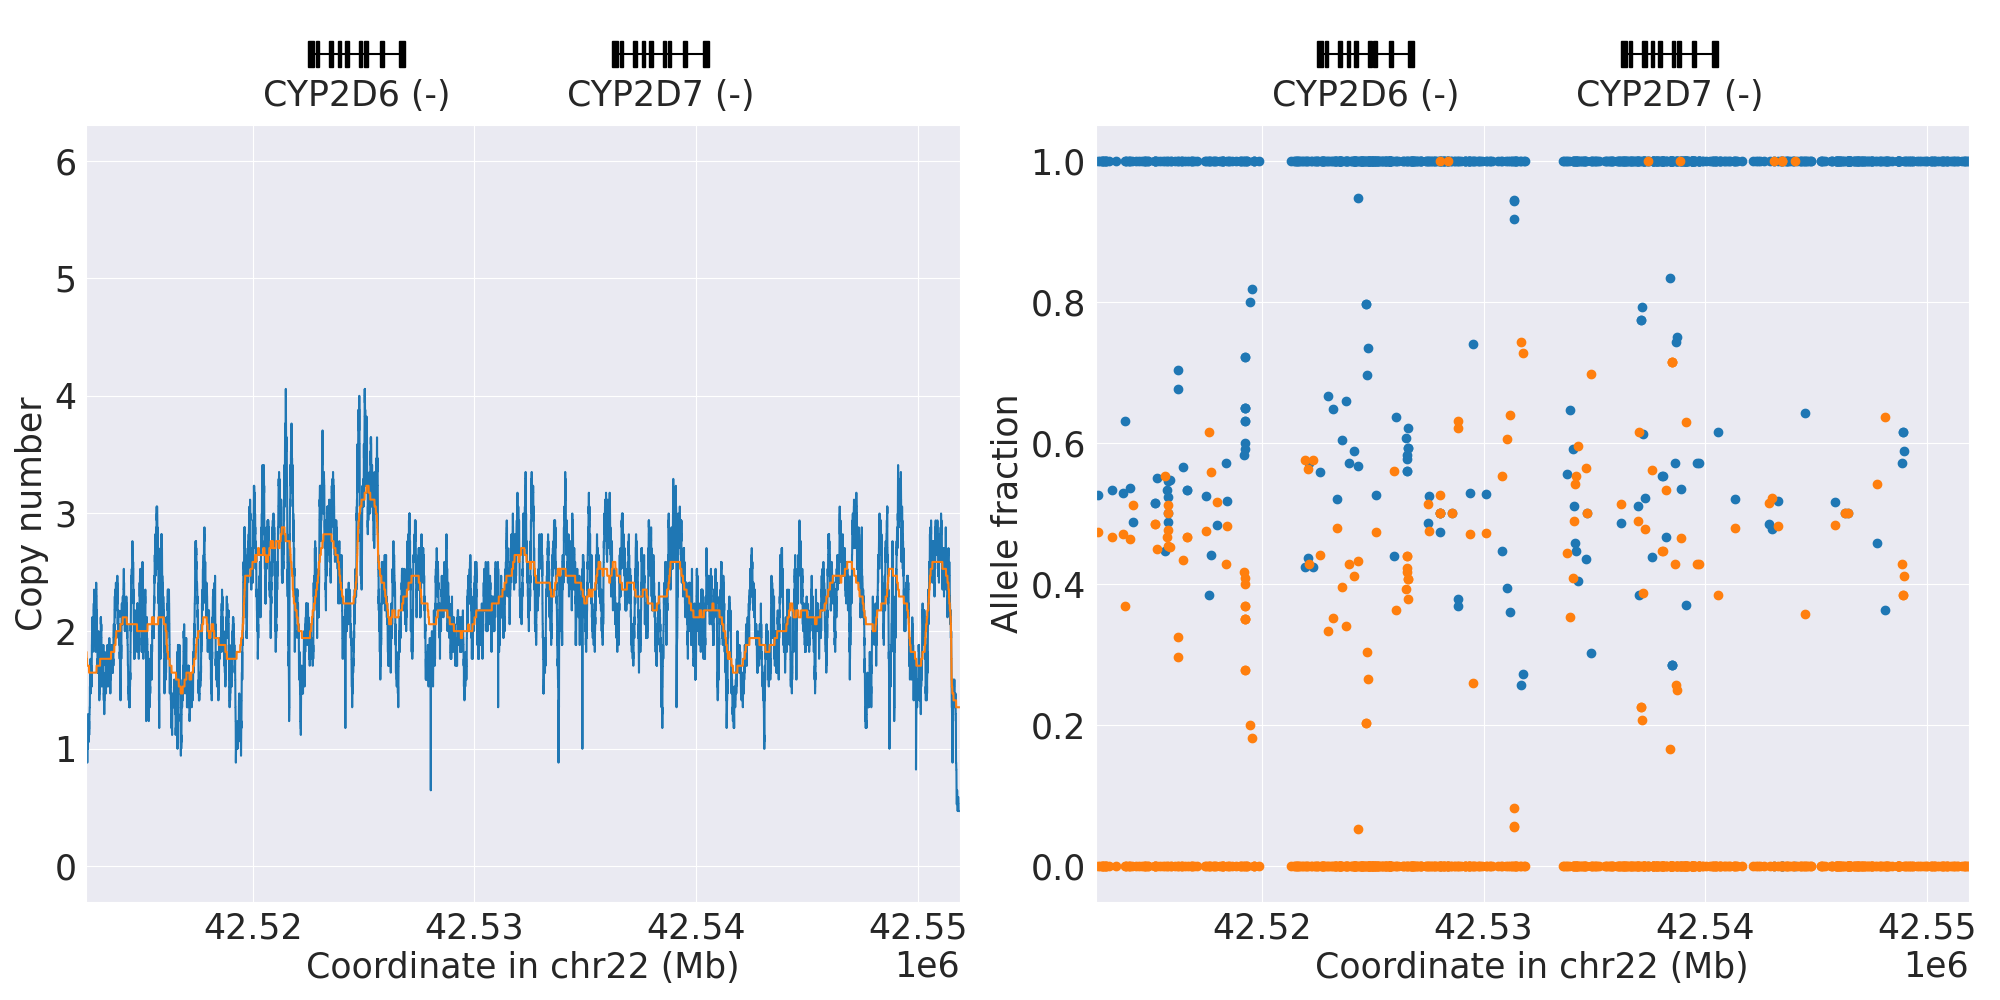 CYP2D6 (-) CYP2D7 (-)
6
5
4
3
2
1
0
Copy number
42.52 42.53 42.54 42.55
Coordinate in chr22 (Mb) 1e6
CYP2D6 (-) CYP2D7 (-)
1.0
0.8
0.6
0.4
0.2
0.0
Allele fraction
42.52 42.53 42.54 42.55
Coordinate in chr22 (Mb) 1e6